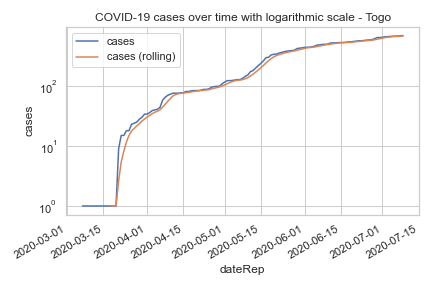 COVID-19 cases over time with logarithmic scale - Togo
cases
cases (rolling)
10²
10¹
10⁰
cases
2020-03-01
2020-03-15
2020-04-01
2020-04-15
2020-05-01
2020-05-15
2020-06-01
2020-06-15
2020-07-01
2020-07-15
dateRep